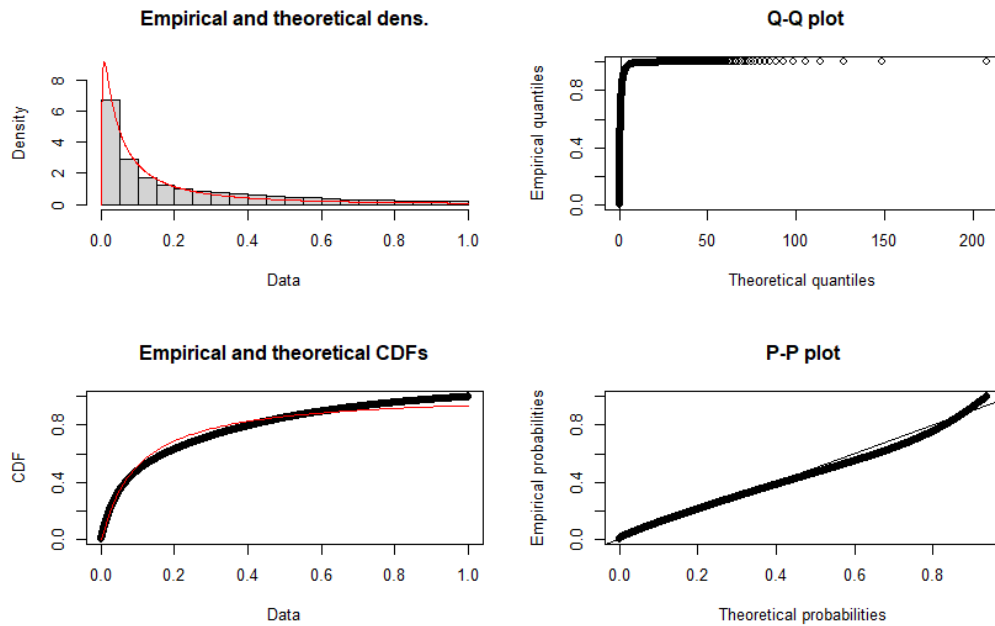 Empirical and theoretical dens.
Density
0 2 4 6 8
0.0 0.2 0.4 0.6 0.8 1.0
Data
Q-Q plot
Empirical quantiles
0.0 0.4 0.8
0 50 100 150 200
Theoretical quantiles
Empirical and theoretical CDFs
CDF
0.0 0.4 0.8
0.0 0.2 0.4 0.6 0.8 1.0
Data
P-P plot
Empirical probabilities
0.0 0.4 0.8
0.0 0.2 0.4 0.6 0.8
Theoretical probabilities